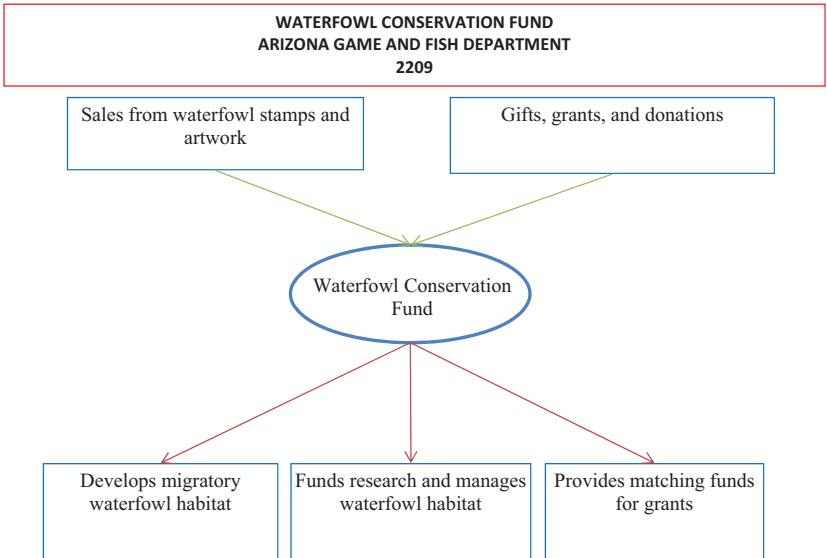 WATERFOWL CONSERVATION FUND
ARIZONA GAME AND FISH DEPARTMENT
2209
Sales from waterfowl stamps and
artwork
Gifts, grants, and donations
Waterfowl Conservation
Fund
Develops migratory
waterfowl habitat
Funds research and manages
waterfowl habitat
Provides matching funds
for grants